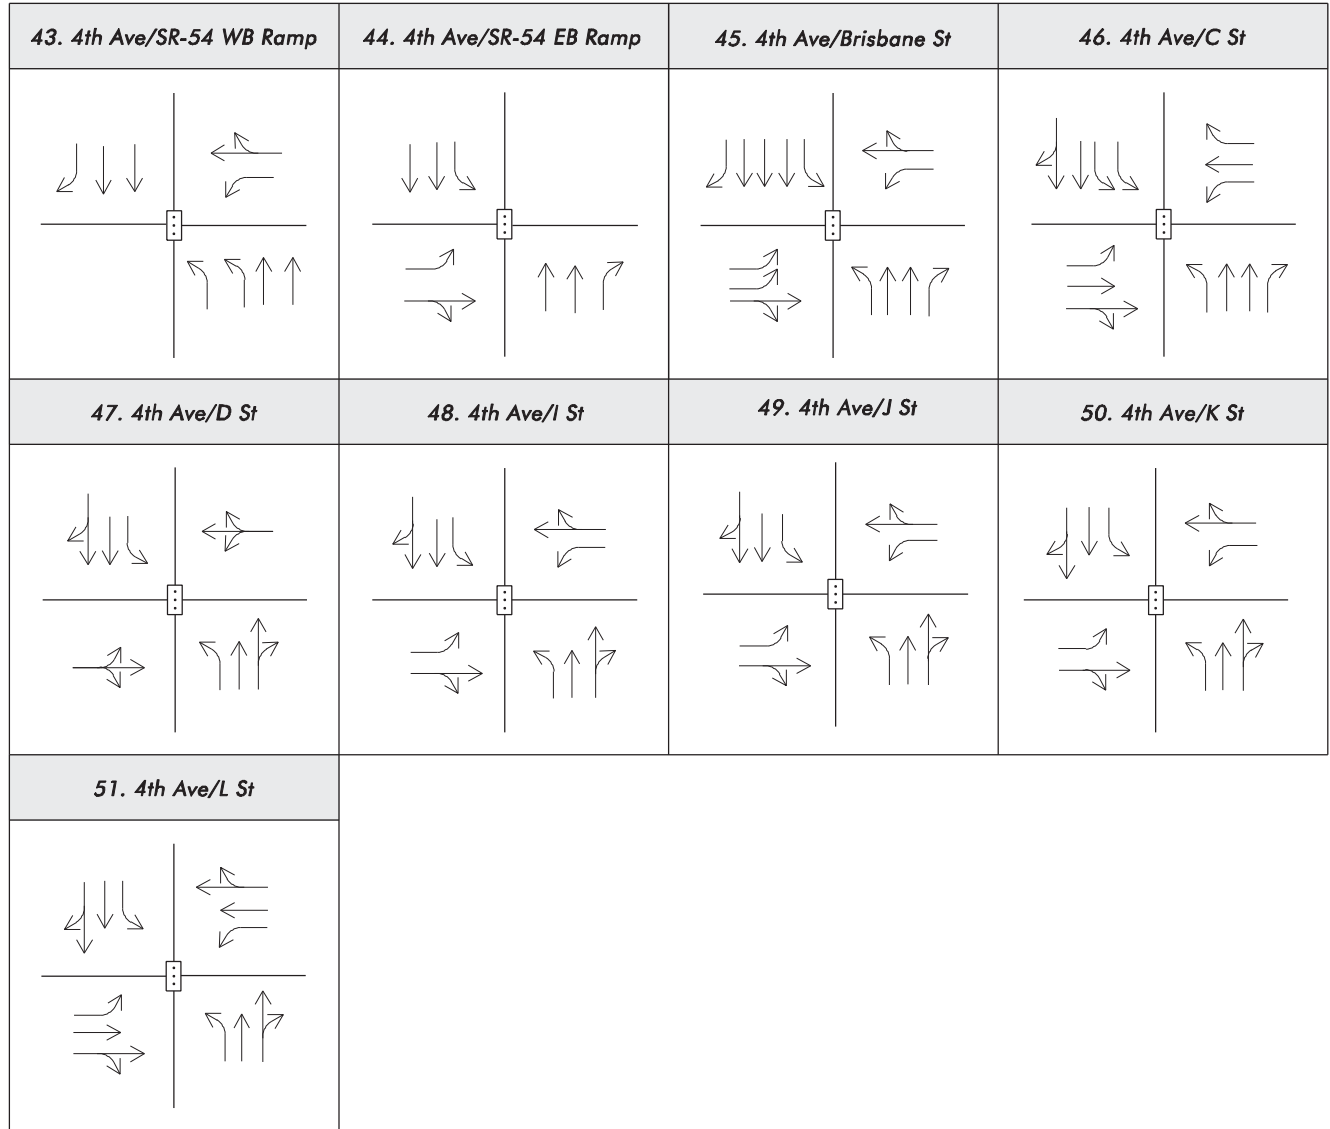 43. 4th Ave/SR-54 WB Ramp
44. 4th Ave/SR-54 EB Ramp
45. 4th Ave/Brisbane St
46. 4th Ave/C St
47. 4th Ave/D St
48. 4th Ave/I St
49. 4th Ave/J St
50. 4th Ave/K St
51. 4th Ave/L St